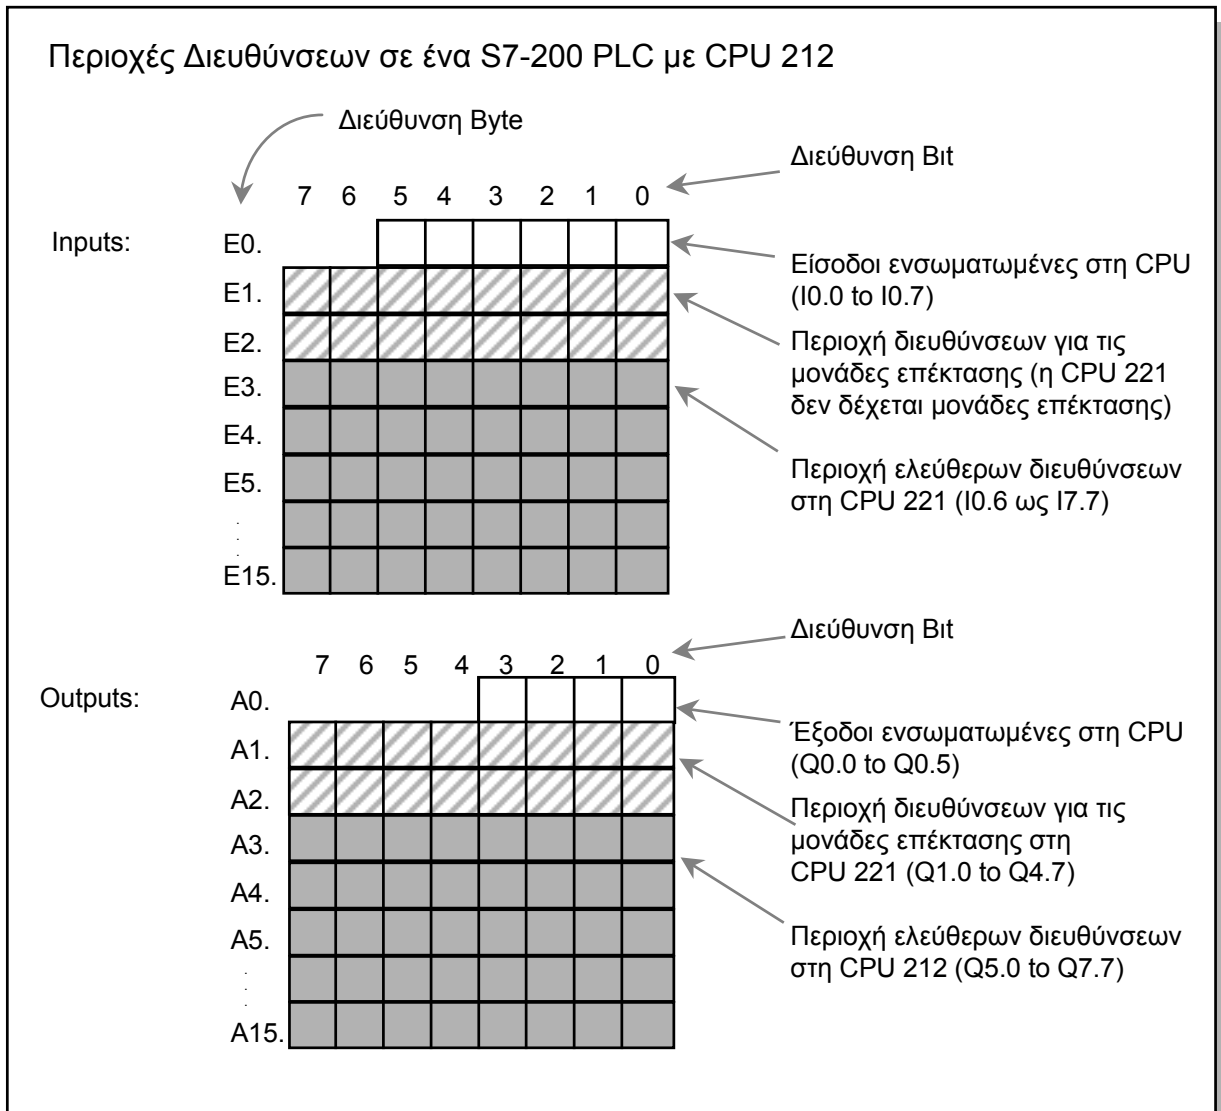 Περιοχές Διευθύνσεων σε ένα S7-200 PLC με CPU 212
Διεύθυνση Byte
Διεύθυνση Βιt
7 6 5 4 3 2 1 0
Inputs:
E0.
E1.
E2.
E3.
E4.
E5.
.
.
.
E15.
Είσοδοι ενσωματωμένες στη CPU
(I0.0 to I0.7)
Περιοχή διευθύνσεων για τις
μονάδες επέκτασης (η CPU 221
δεν δέχεται μονάδες επέκτασης)
Περιοχή ελεύθερων διευθύνσεων
στη CPU 221 (I0.6 ως I7.7)
Διεύθυνση Βιt
7 6 5 4 3 2 1 0
Outputs:
A0.
A1.
A2.
A3.
A4.
A5.
.
.
.
A15.
Έξοδοι ενσωματωμένες στη CPU
(Q0.0 to Q0.5)
Περιοχή διευθύνσεων για τις
μονάδες επέκτασης στη
CPU 221 (Q1.0 to Q4.7)
Περιοχή ελεύθερων διευθύνσεων
στη CPU 212 (Q5.0 to Q7.7)